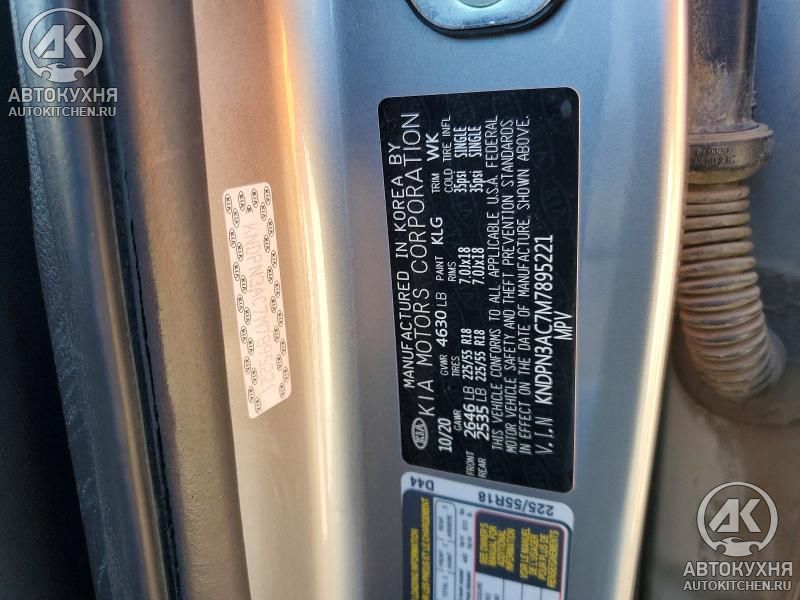 АК
АВТОКУХНЯ
AUTOKITCHEN.RU
KIA
MANUFACTURED IN KOREA BY
KIA MOTORS CORPORATION
10/20 GVWR 4630 LB PAINT KLG TRIM WK
GAWR TIRES RIMS COLD TIRE INFL
FRONT 2646 LB 225/55 R18 7.0Jx18 35psi SINGLE
REAR 2535 LB 225/55 R18 7.0Jx18 35psi SINGLE
THIS VEHICLE CONFORMS TO ALL APPLICABLE U.S.A. FEDERAL
MOTOR VEHICLE SAFETY AND THEFT PREVENTION STANDARDS
IN EFFECT ON THE DATE OF MANUFACTURE, SHOWN ABOVE.
V.I.N KNDPN3AC7M7895221
MPV
KNDPN3AC7M7895221
D44
225/55R18
АК
АВТОКУХНЯ
AUTOKITCHEN.RU